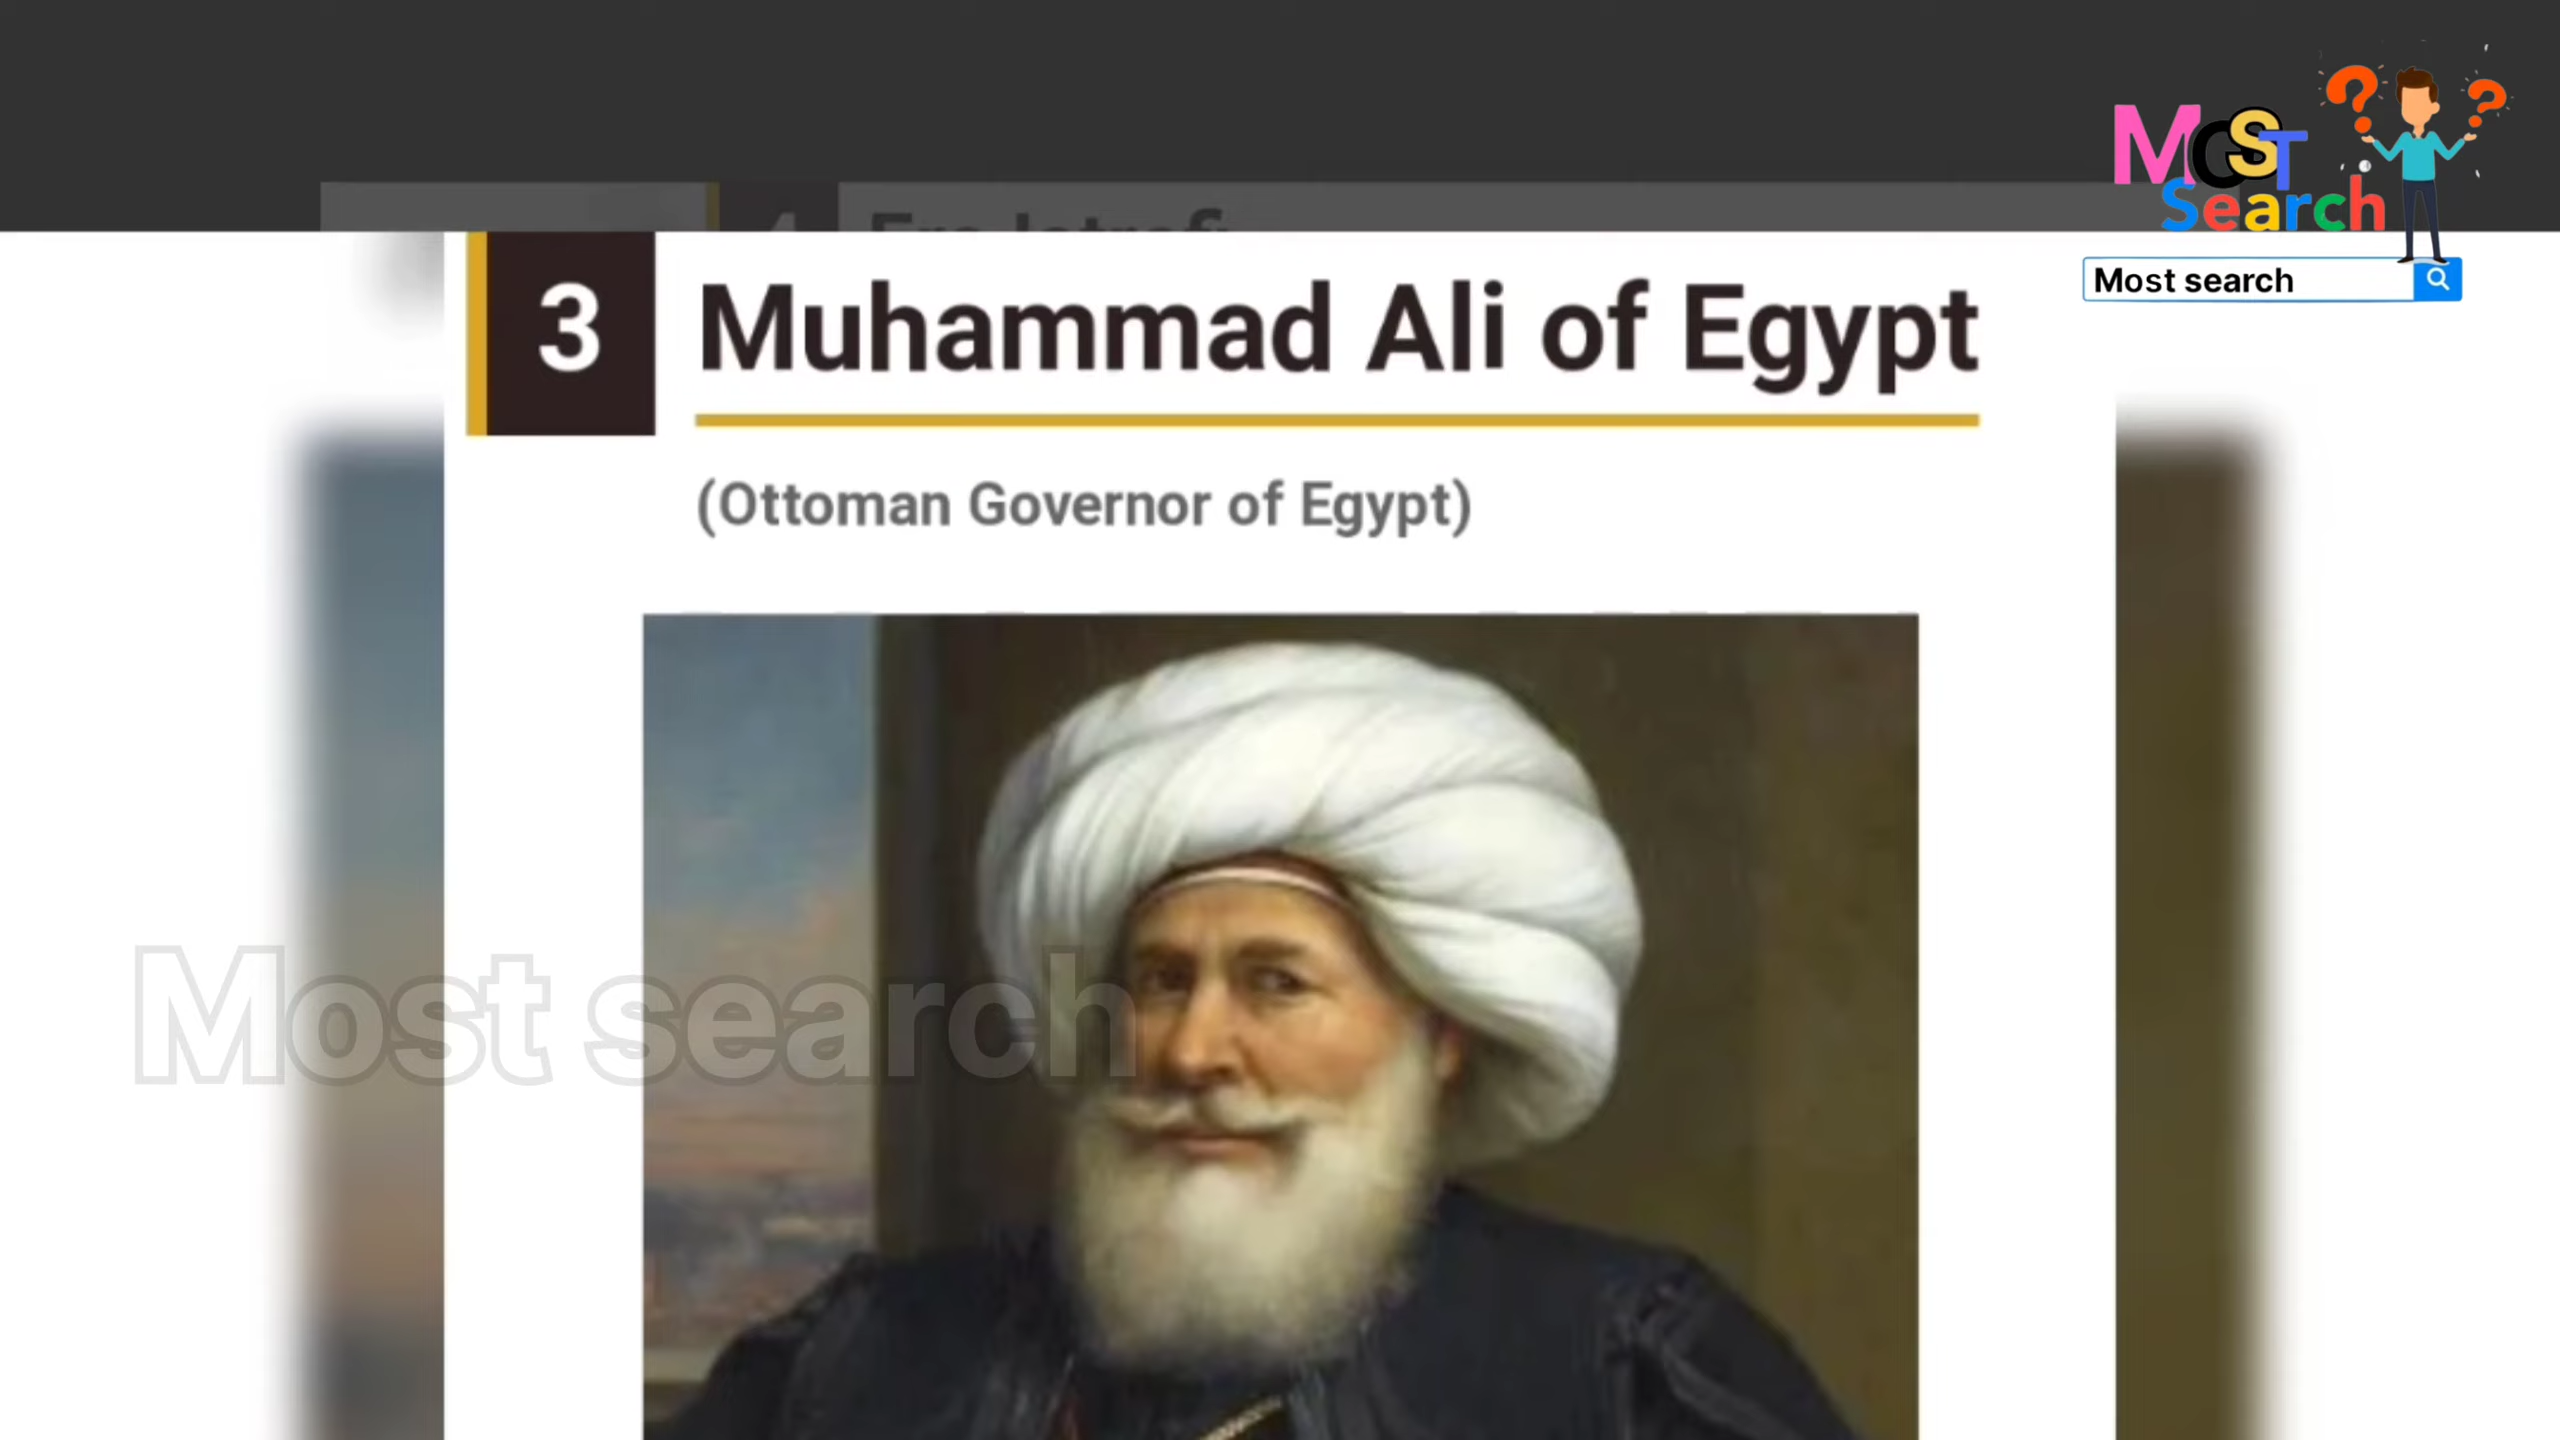 MOST
Search
Most search
3
Muhammad Ali of Egypt
(Ottoman Governor of Egypt)
Most search